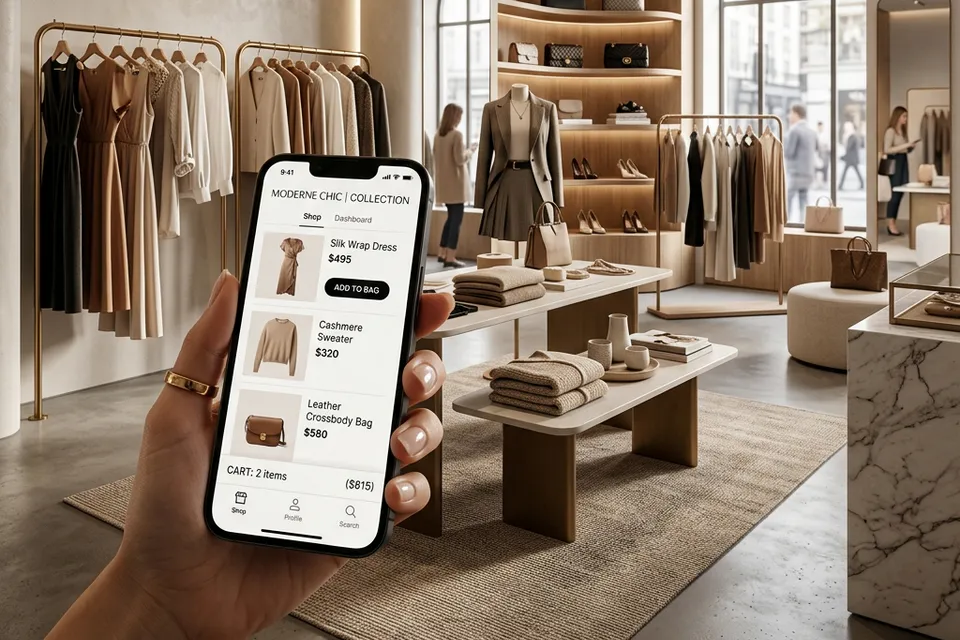 9:41
MODERNE CHIC | COLLECTION
Shop Dashboard
Slik Wrap Dress
$495
ADD TO BAG
Cashmere
Sweater
$320
Leather
Crossbody Bag
$580
CART: 2 items ($815)
Shop Profile Search